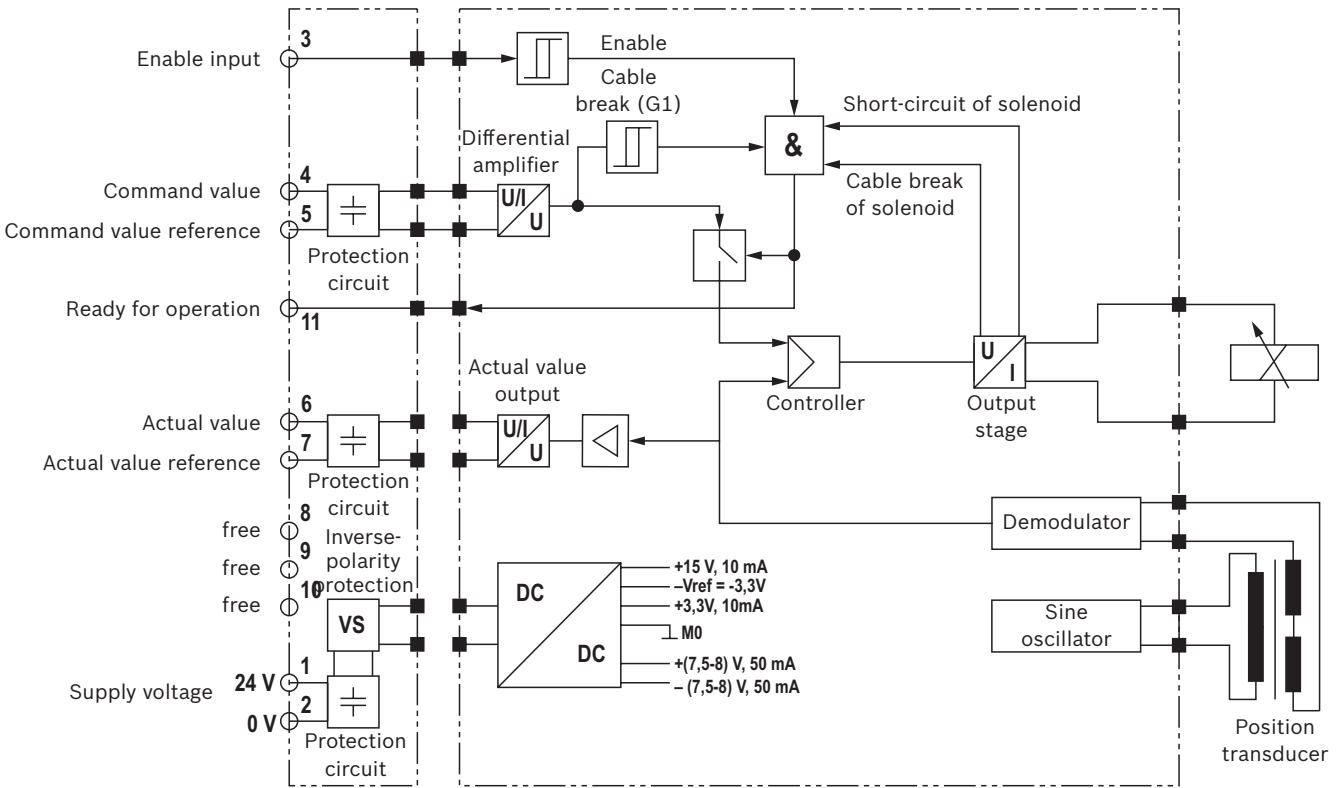 Enable input
3
Enable
Cable
break (G1)
Short-circuit of solenoid
&
Differential
amplifier
Cable break
of solenoid
Command value
4
U/I
U
Command value reference
5
Protection
circuit
Ready for operation
11
Actual value
output
Controller
U
I
Output
stage
Actual value
6
U/I
U
Actual value reference
7
Protection
circuit
free
8
free
9
free
10
Inverse-
polarity
protection
VS
Demodulator
DC
DC
+15 V, 10 mA
–Vref = -3,3V
+3,3V, 10mA
M0
+(7,5-8) V, 50 mA
– (7,5-8) V, 50 mA
Sine
oscillator
Supply voltage
24 V
1
0 V
2
Protection
circuit
Position
transducer